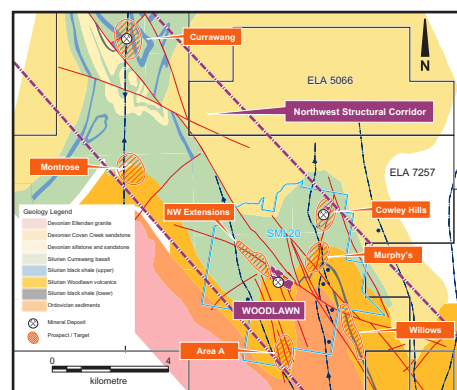 Currawang
ELA 5066
N
Northwest Structural Corridor
Montrose
ELA 7257
Geology Legend
Devonian Ellenden granite
Devonian Covan Creek sandstone
Devonian siltstone and sandstone
Silurian Currawang basalt
Silurian black shale (upper)
Silurian Woodlawn volcanics
Silurian black shale (lower)
Ordovician sediments
Mineral Deposit
Prospect / Target
NW Extensions
Cowley Hills
SML20
Murphy's
WOODLAWN
Willows
Area A
0 4
kilometre